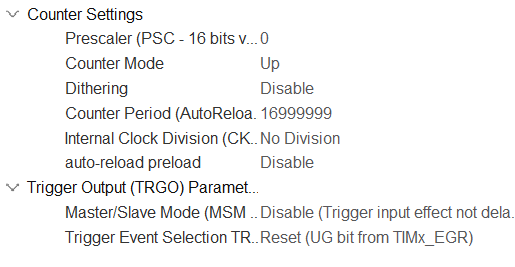 Counter Settings
Prescaler (PSC - 16 bits v... 0
Counter Mode Up
Dithering Disable
Counter Period (AutoReloa... 16999999
Internal Clock Division (CK... No Division
auto-reload preload Disable
Trigger Output (TRGO) Paramet...
Master/Slave Mode (MSM ... Disable (Trigger input effect not dela...
Trigger Event Selection TR... Reset (UG bit from TIMx_EGR)